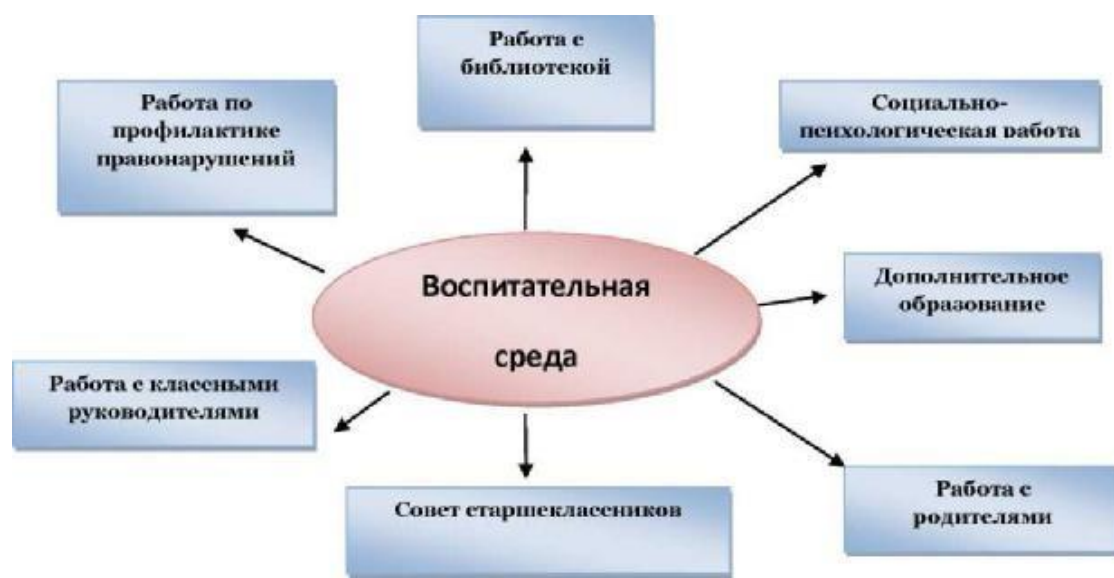 Работа с
библиотекой
Работа по
профилактике
правонарушений
Социально-
психологическая работа
Воспитательная
среда
Дополнительное
образование
Работа с классными
руководителями
Совет старшеклассников
Работа с
родителями